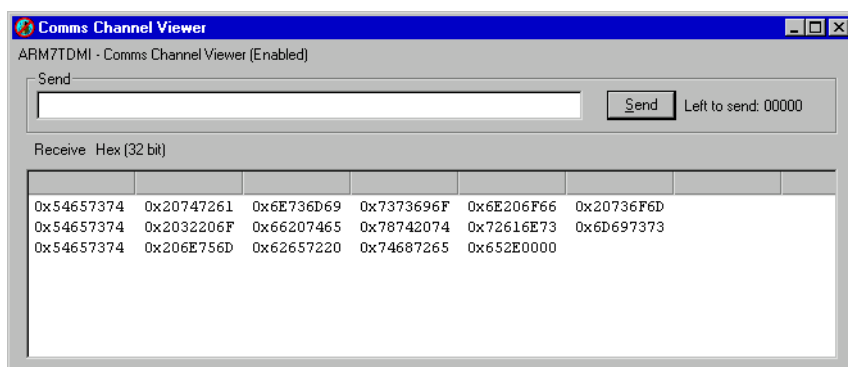 Comms Channel Viewer
ARM7TDMI - Comms Channel Viewer (Enabled)
Send
Send Left to send: 00000
Receive Hex (32 bit)
0x54657374 0x20747261 0x6E736D69 0x7373696F 0x6E206F66 0x20736F6D
0x54657374 0x2032206F 0x66207465 0x78742074 0x72616E73 0x6D697373
0x54657374 0x206E756D 0x62657220 0x74687265 0x652E0000